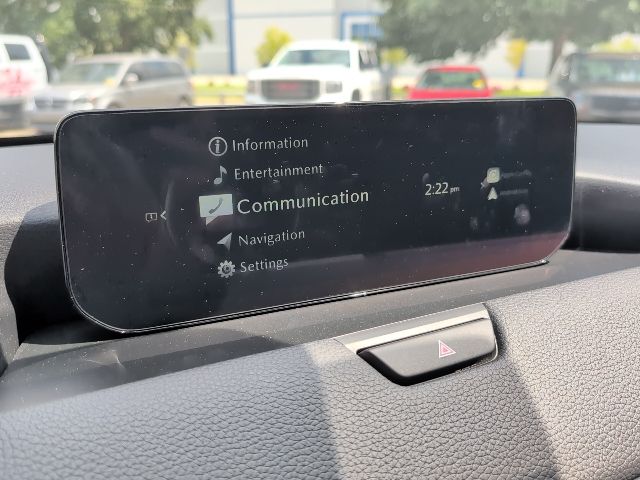 Information
Entertainment
Communication
2:22 pm
Navigation
Settings